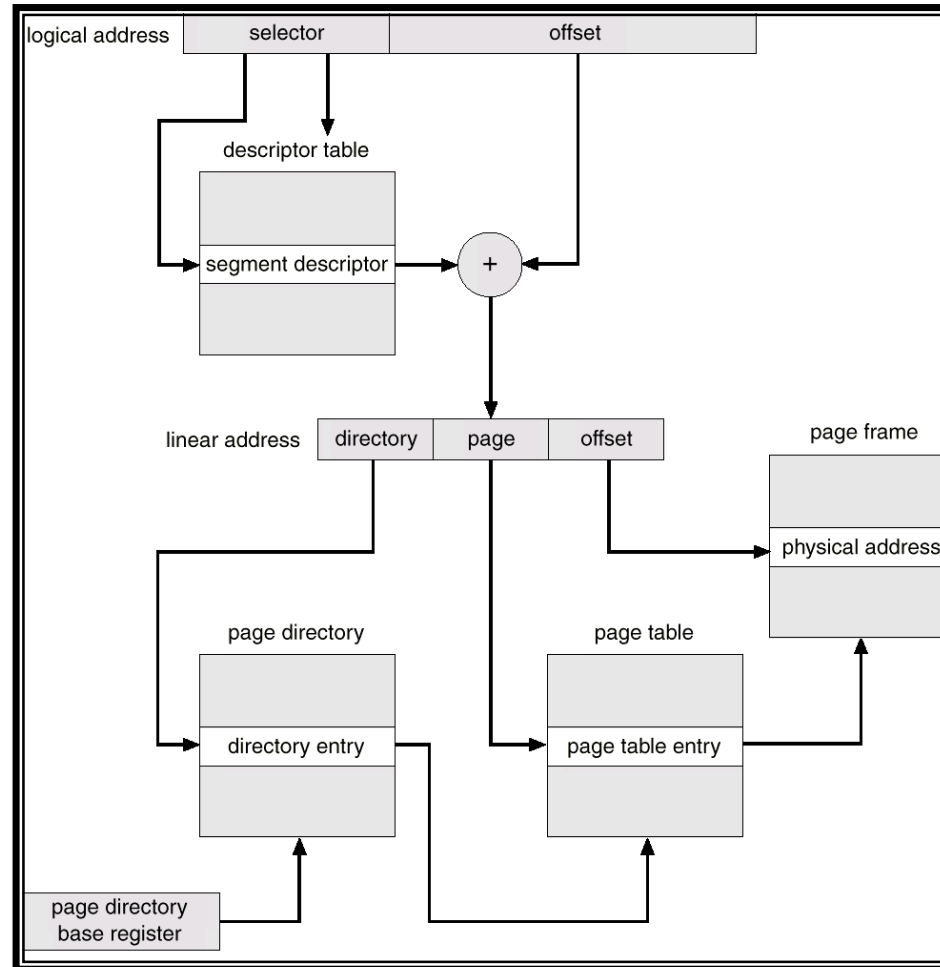 logical address
selector
offset
descriptor table
segment descriptor
+
linear address
directory
page
offset
page frame
physical address
page directory
page table
directory entry
page table entry
page directory
base register